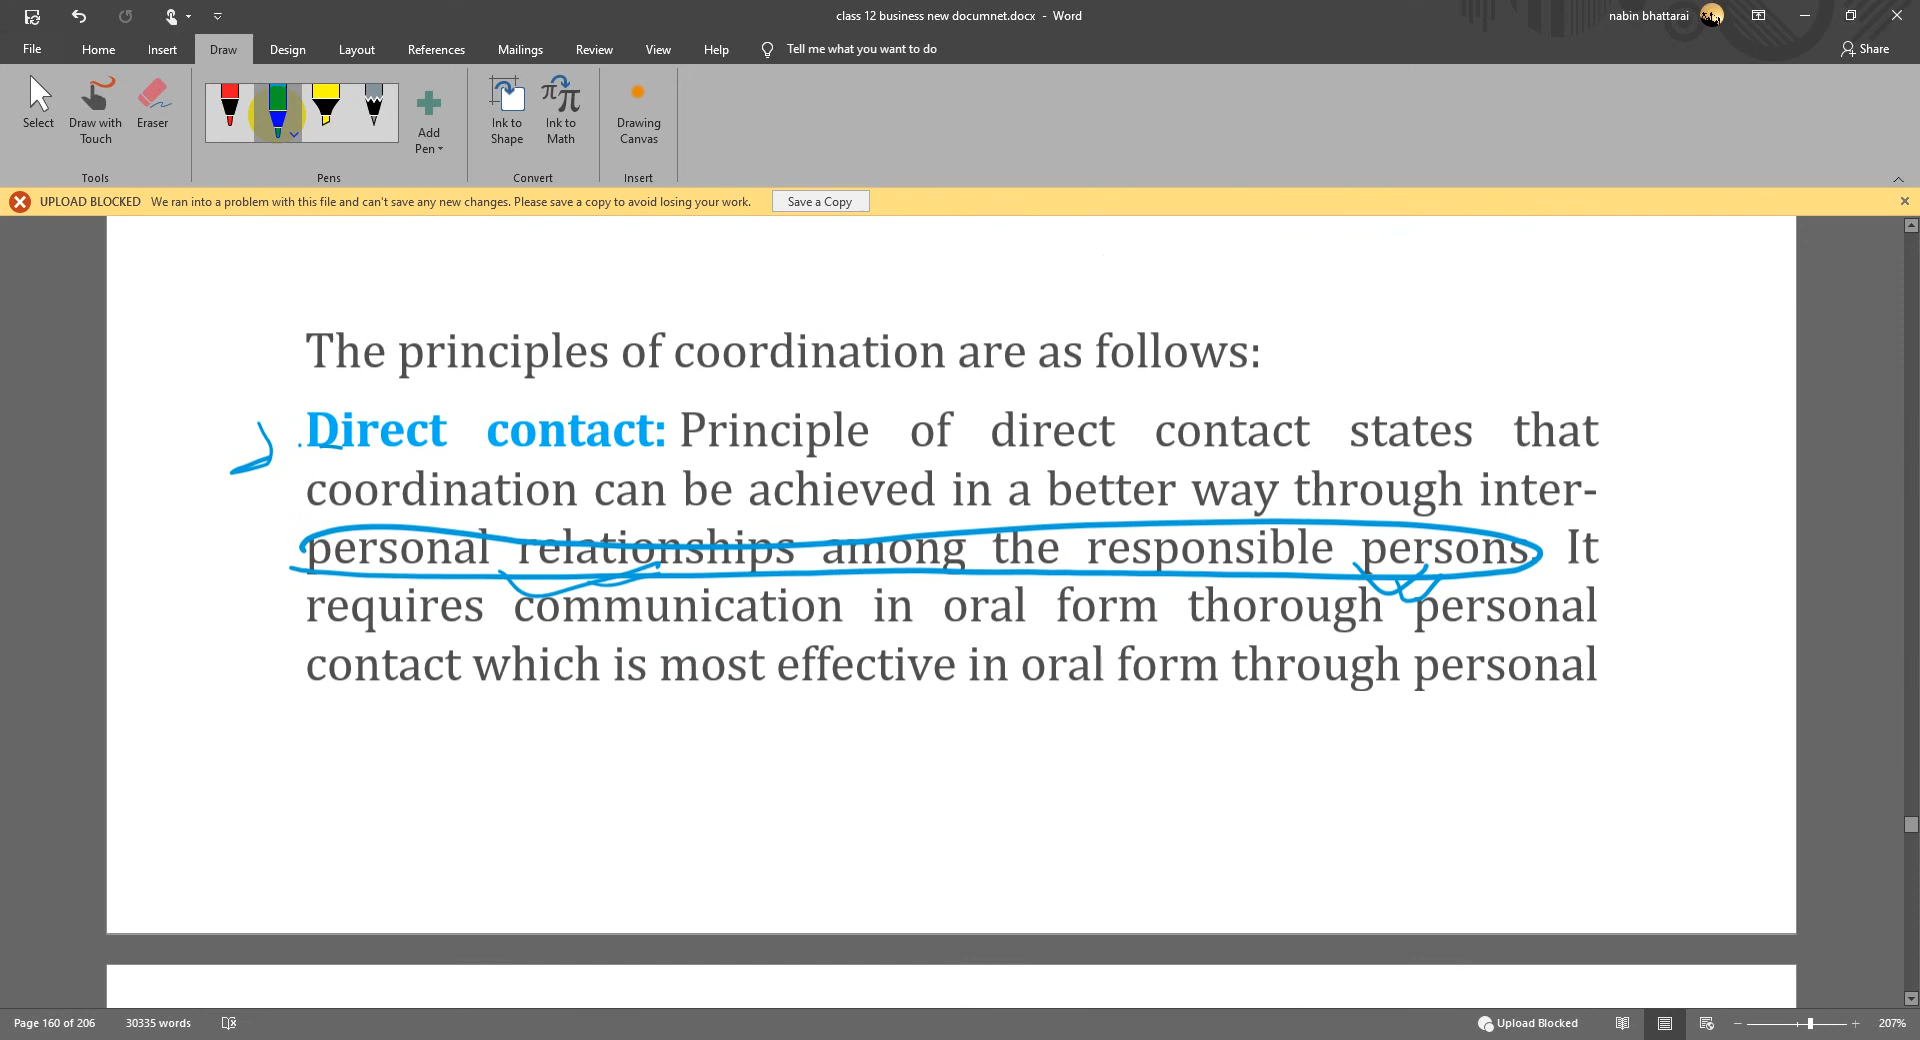 class 12 business new documnet.docx - Word
nabin bhattarai
File Home Insert Draw Design Layout References Mailings Review View Help Tell me what you want to do Share
Select
Draw with Touch
Eraser
Add Pen
Ink to Shape
Ink to Math
Drawing Canvas
Tools Pens Convert Insert
UPLOAD BLOCKED We ran into a problem with this file and can't save any new changes. Please save a copy to avoid losing your work. Save a Copy
The principles of coordination are as follows:
Direct contact: Principle of direct contact states that
coordination can be achieved in a better way through inter-
personal relationships among the responsible persons. It
requires communication in oral form thorough personal
contact which is most effective in oral form through personal
Page 160 of 206 30335 words Upload Blocked 207%